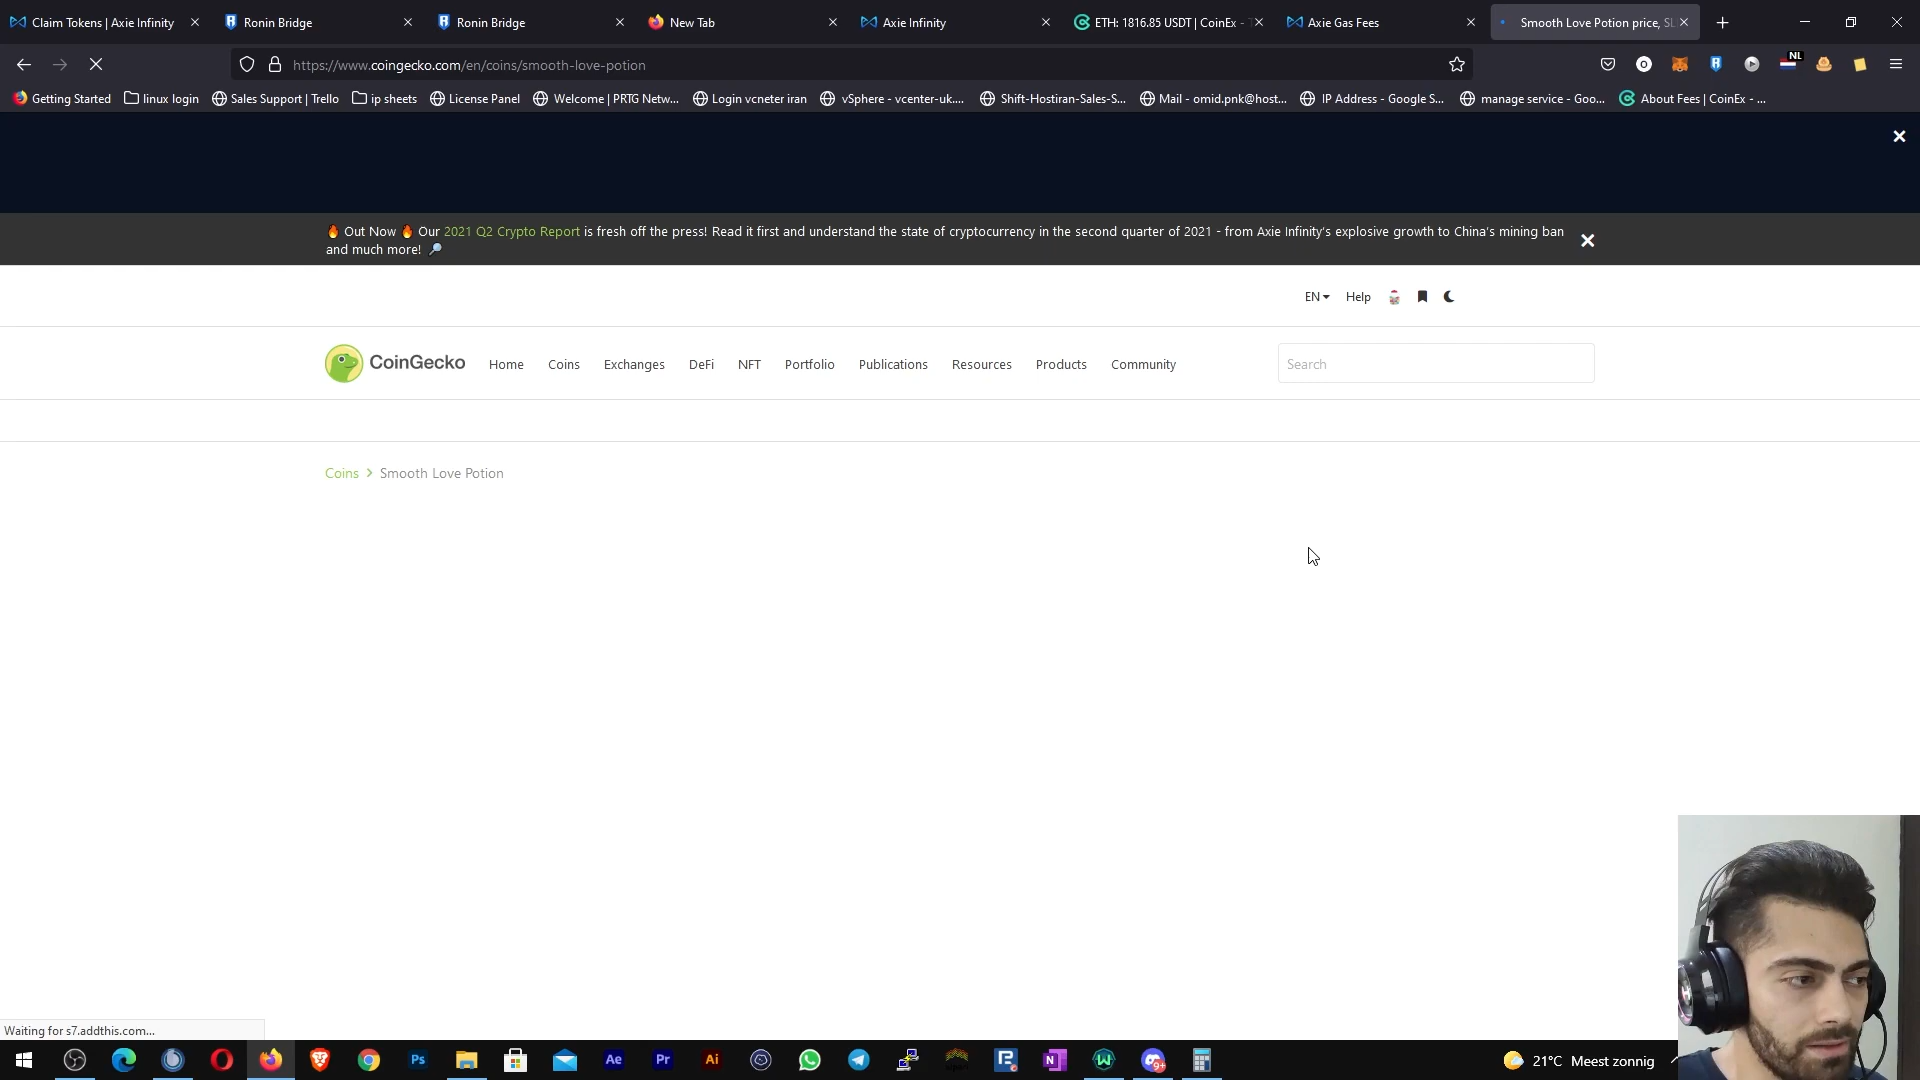 Claim Tokens | Axie Infinity
Ronin Bridge
Ronin Bridge
New Tab
Axie Infinity
ETH: 1816.85 USDT | CoinEx - T
Axie Gas Fees
Smooth Love Potion price, SL
https://www.coingecko.com/en/coins/smooth-love-potion
NL
Getting Started
linux login
Sales Support | Trello
ip sheets
License Panel
Welcome | PRTG Netw...
Login vcneter iran
vSphere - vcenter-uk....
Shift-Hostiran-Sales-S...
Mail - omid.pnk@host...
IP Address - Google S...
manage service - Goo...
About Fees | CoinEx - ...
🔥 Out Now 🔥 Our 2021 Q2 Crypto Report is fresh off the press! Read it first and understand the state of cryptocurrency in the second quarter of 2021 - from Axie Infinity's explosive growth to China's mining ban
and much more! 🔎
EN
Help
CoinGecko
Home
Coins
Exchanges
DeFi
NFT
Portfolio
Publications
Resources
Products
Community
Search
Coins > Smooth Love Potion
Waiting for s7.addthis.com...
Ps
Ae
Pr
Ai
9+
21°C Meest zonnig